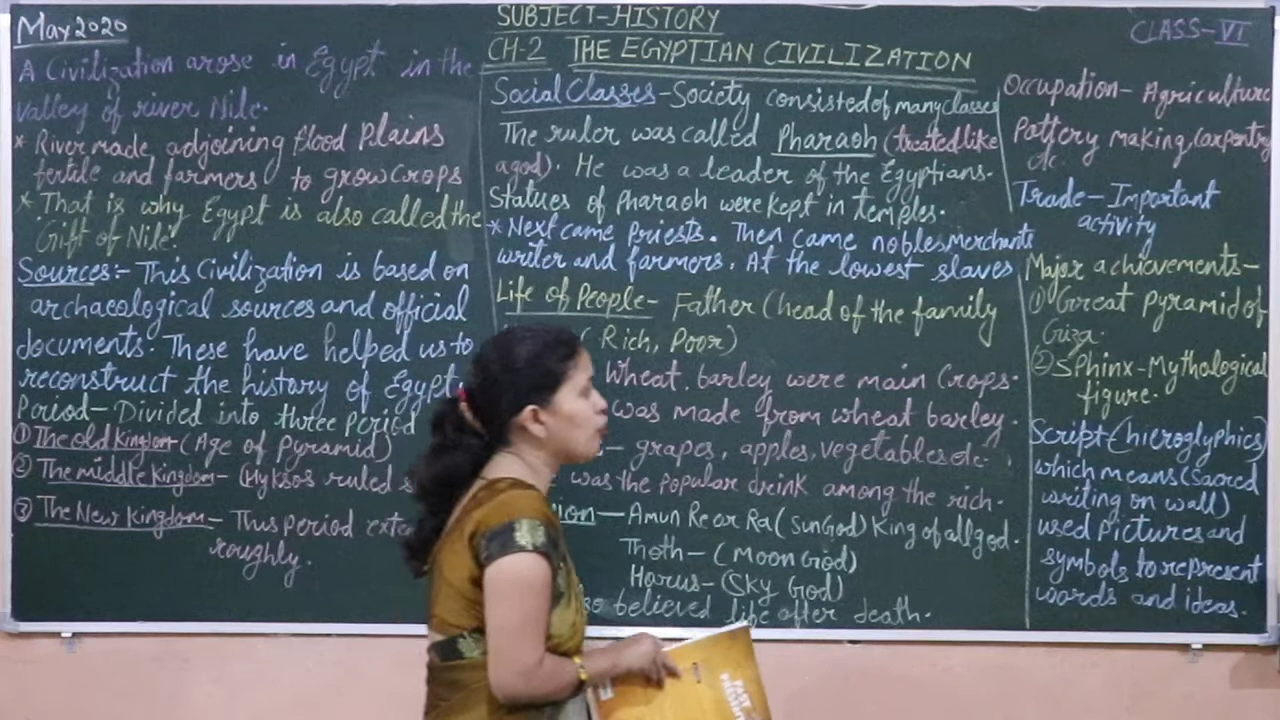 May 2020
SUBJECT-HISTORY
CH-2 THE EGYPTIAN CIVILIZATION
CLASS-VI
A Civilization arose in Egypt in the
valley of river Nile.
* River made adjoining flood plains
fertile and farmers to grow crops
* That is why Egypt is also called the
Gift of Nile.
Sources:- This Civilization is based on
archaeological sources and official
documents. These have helped us to
reconstruct the history of Egypt.
Period- Divided into three Period
① The old kingdom- (Age of Pyramid)
② The middle Kingdom- (Hyksos ruled
③ The New Kingdom- This period
roughly.
Social Classes- Society consisted of many classes
The ruler was called Pharaoh (treated like
a god). He was a leader of the Egyptians.
Statues of Pharaoh were kept in temples.
* Next came Priests. Then came nobles, Merchants
writer and farmers. At the lowest slaves
Life of People- Father (head of the family
(Rich, Poor)
Wheat, barley were main Crops.
was made from wheat barley.
- grapes, apples, vegetables etc.
was the popular drink among the rich.
- Amun Re or Ra (Sun God) King of all god.
Thoth- (Moon God)
Horus- (Sky God)
believed life after death.
Occupation- Agriculture
Pottery making, Carpentry
etc.
Trade- Important
activity
Major achievements-
① Great Pyramid of
Giza.
② Sphinx- Mythological
figure.
Script- (hieroglyphics)
which means (Sacred
writing on wall)
used Pictures and
symbols to represent
words and ideas.